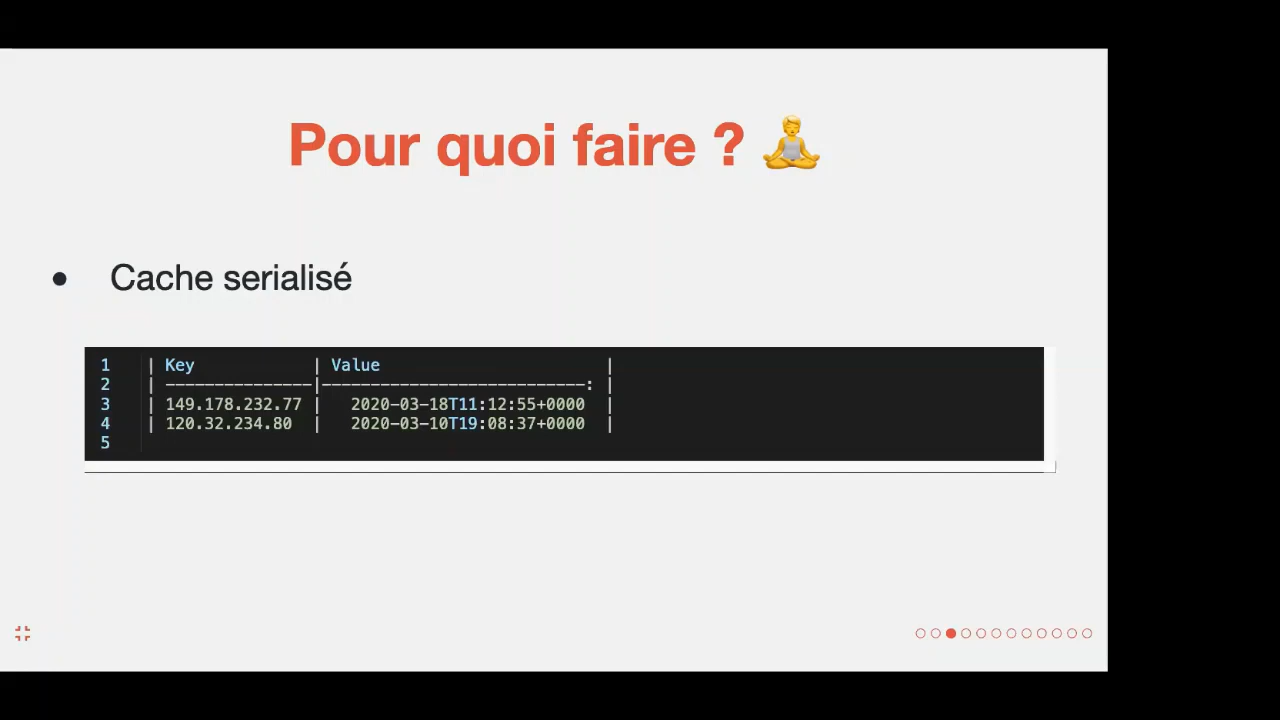 Pour quoi faire ? 🧘
● Cache serialisé
1 | Key | Value |
2 | ---------------|---------------------------: |
3 | 149.178.232.77 | 2020-03-18T11:12:55+0000 |
4 | 120.32.234.80 | 2020-03-10T19:08:37+0000 |
5